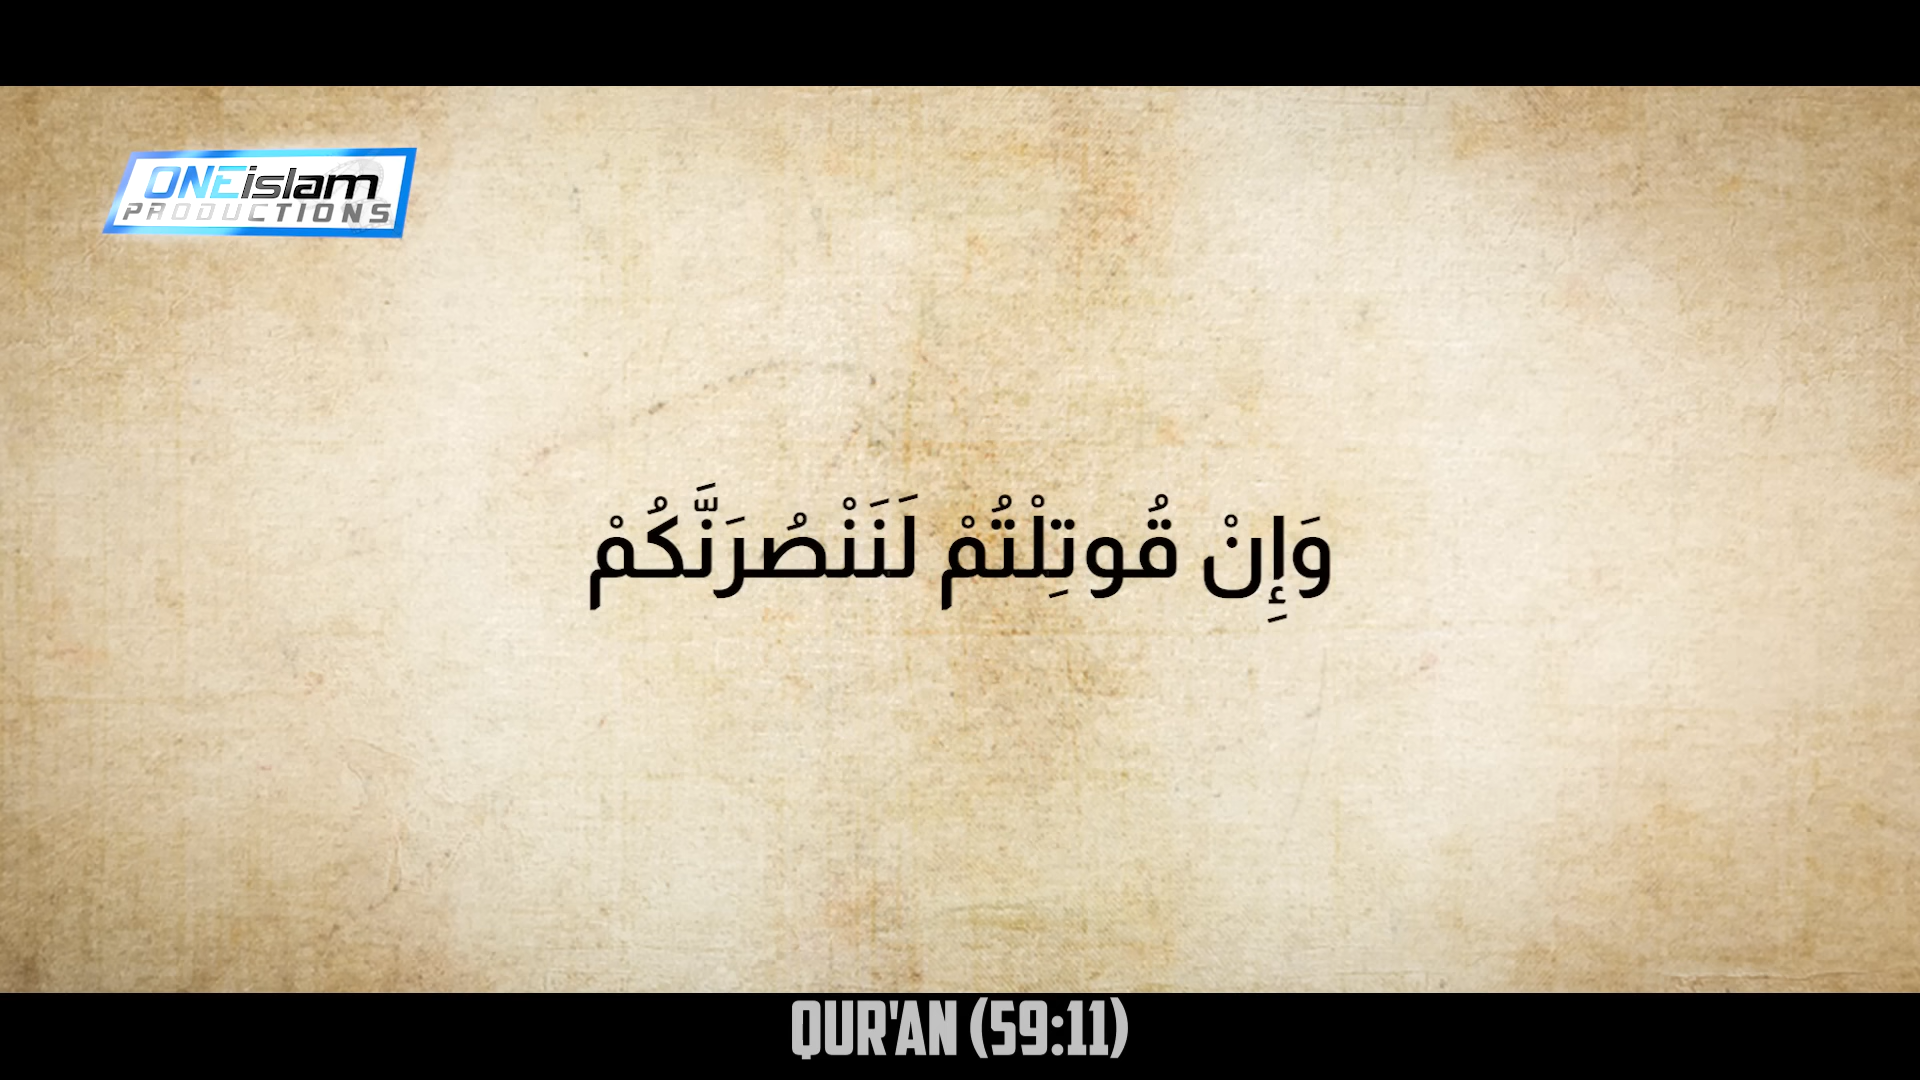 ONEislam
PRODUCTIONS
وَإِنْ قُوتِلْتُمْ لَنَنْصُرَنَّكُمْ
QUR'AN (59:11)